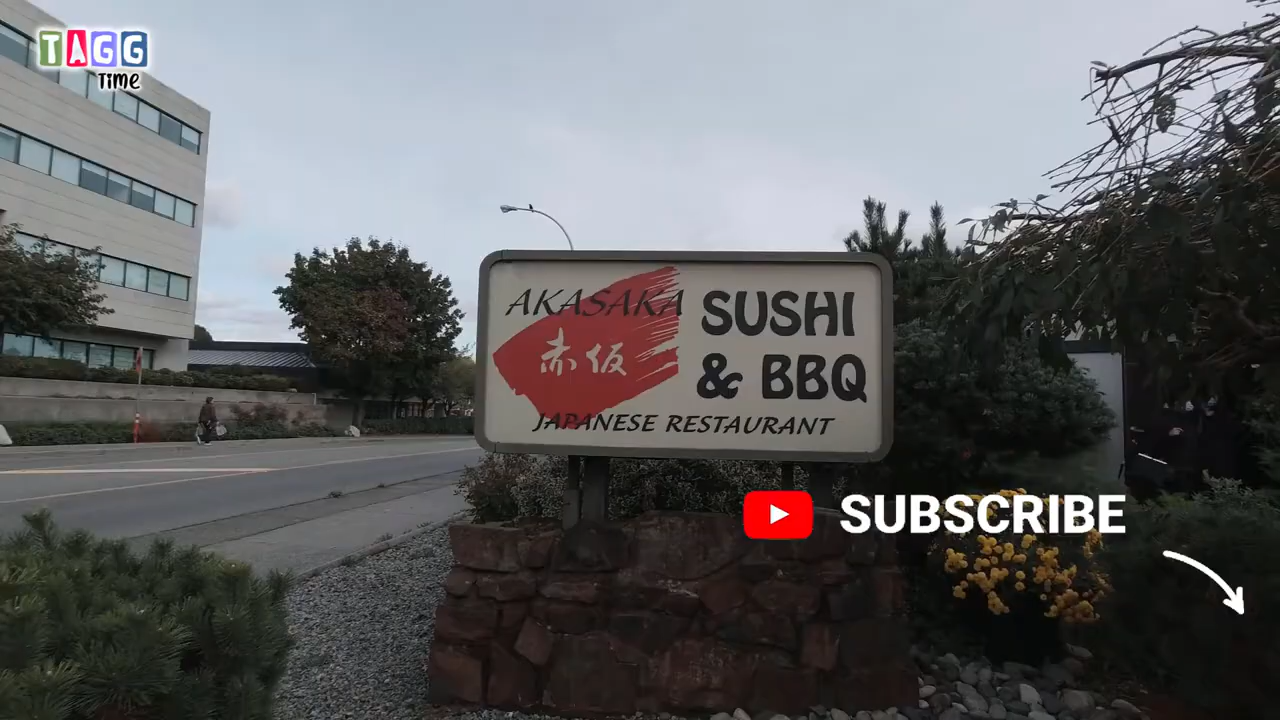 TAGG
TIME
AKASAKA
赤坂
SUSHI
& BBQ
JAPANESE RESTAURANT
SUBSCRIBE